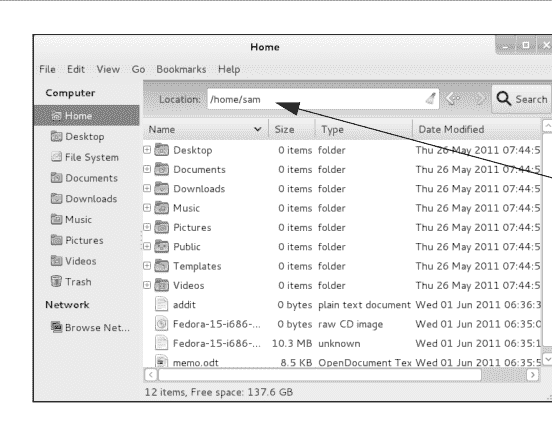 Home
File Edit View Go Bookmarks Help
Computer
Home
Desktop
File System
Documents
Downloads
Music
Pictures
Videos
Trash
Network
Browse Net...
Location: /home/sam Search
Name Size Type Date Modified
Desktop 0 items folder Thu 26 May 2011 07:44:5
Documents 0 items folder Thu 26 May 2011 07:44:5
Downloads 0 items folder Thu 26 May 2011 07:44:5
Music 0 items folder Thu 26 May 2011 07:44:5
Pictures 0 items folder Thu 26 May 2011 07:44:5
Public 0 items folder Thu 26 May 2011 07:44:5
Templates 0 items folder Thu 26 May 2011 07:44:5
Videos 0 items folder Thu 26 May 2011 07:44:5
addit 0 bytes plain text document Wed 01 Jun 2011 06:36:3
Fedora-15-i686-... 0 bytes raw CD image Wed 01 Jun 2011 06:35:0
Fedora-15-i686-... 10.3 MB unknown Wed 01 Jun 2011 06:35:1
memo.odt 8.5 KB OpenDocument Tex Wed 01 Jun 2011 06:35:5
12 items, Free space: 137.6 GB